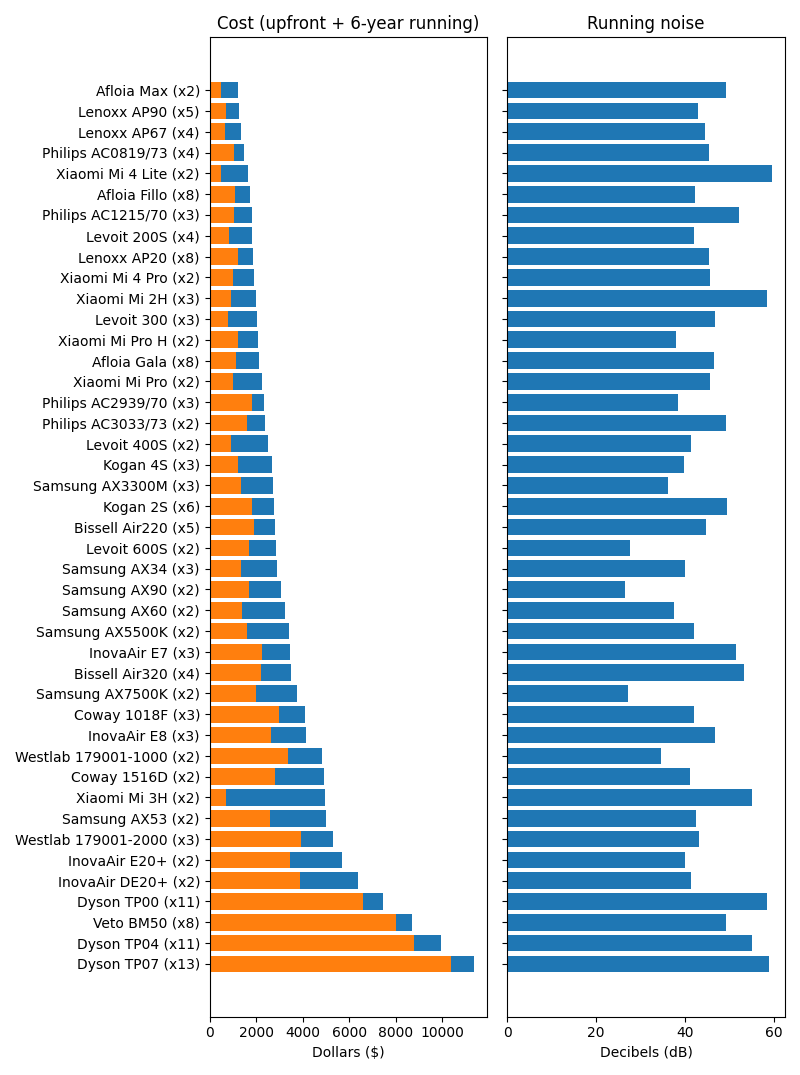 Cost (upfront + 6-year running)
Running noise
Afloia Max (x2)
Lenoxx AP90 (x5)
Lenoxx AP67 (x4)
Philips AC0819/73 (x4)
Xiaomi Mi 4 Lite (x2)
Afloia Fillo (x8)
Philips AC1215/70 (x3)
Levoit 200S (x4)
Lenoxx AP20 (x8)
Xiaomi Mi 4 Pro (x2)
Xiaomi Mi 2H (x3)
Levoit 300 (x3)
Xiaomi Mi Pro H (x2)
Afloia Gala (x8)
Xiaomi Mi Pro (x2)
Philips AC2939/70 (x3)
Philips AC3033/73 (x2)
Levoit 400S (x2)
Kogan 4S (x3)
Samsung AX3300M (x3)
Kogan 2S (x6)
Bissell Air220 (x5)
Levoit 600S (x2)
Samsung AX34 (x3)
Samsung AX90 (x2)
Samsung AX60 (x2)
Samsung AX5500K (x2)
InovaAir E7 (x3)
Bissell Air320 (x4)
Samsung AX7500K (x2)
Coway 1018F (x3)
InovaAir E8 (x3)
Westlab 179001-1000 (x2)
Coway 1516D (x2)
Xiaomi Mi 3H (x2)
Samsung AX53 (x2)
Westlab 179001-2000 (x3)
InovaAir E20+ (x2)
InovaAir DE20+ (x2)
Dyson TP00 (x11)
Veto BM50 (x8)
Dyson TP04 (x11)
Dyson TP07 (x13)
0 2000 4000 6000 8000 10000
Dollars ($)
0 20 40 60
Decibels (dB)